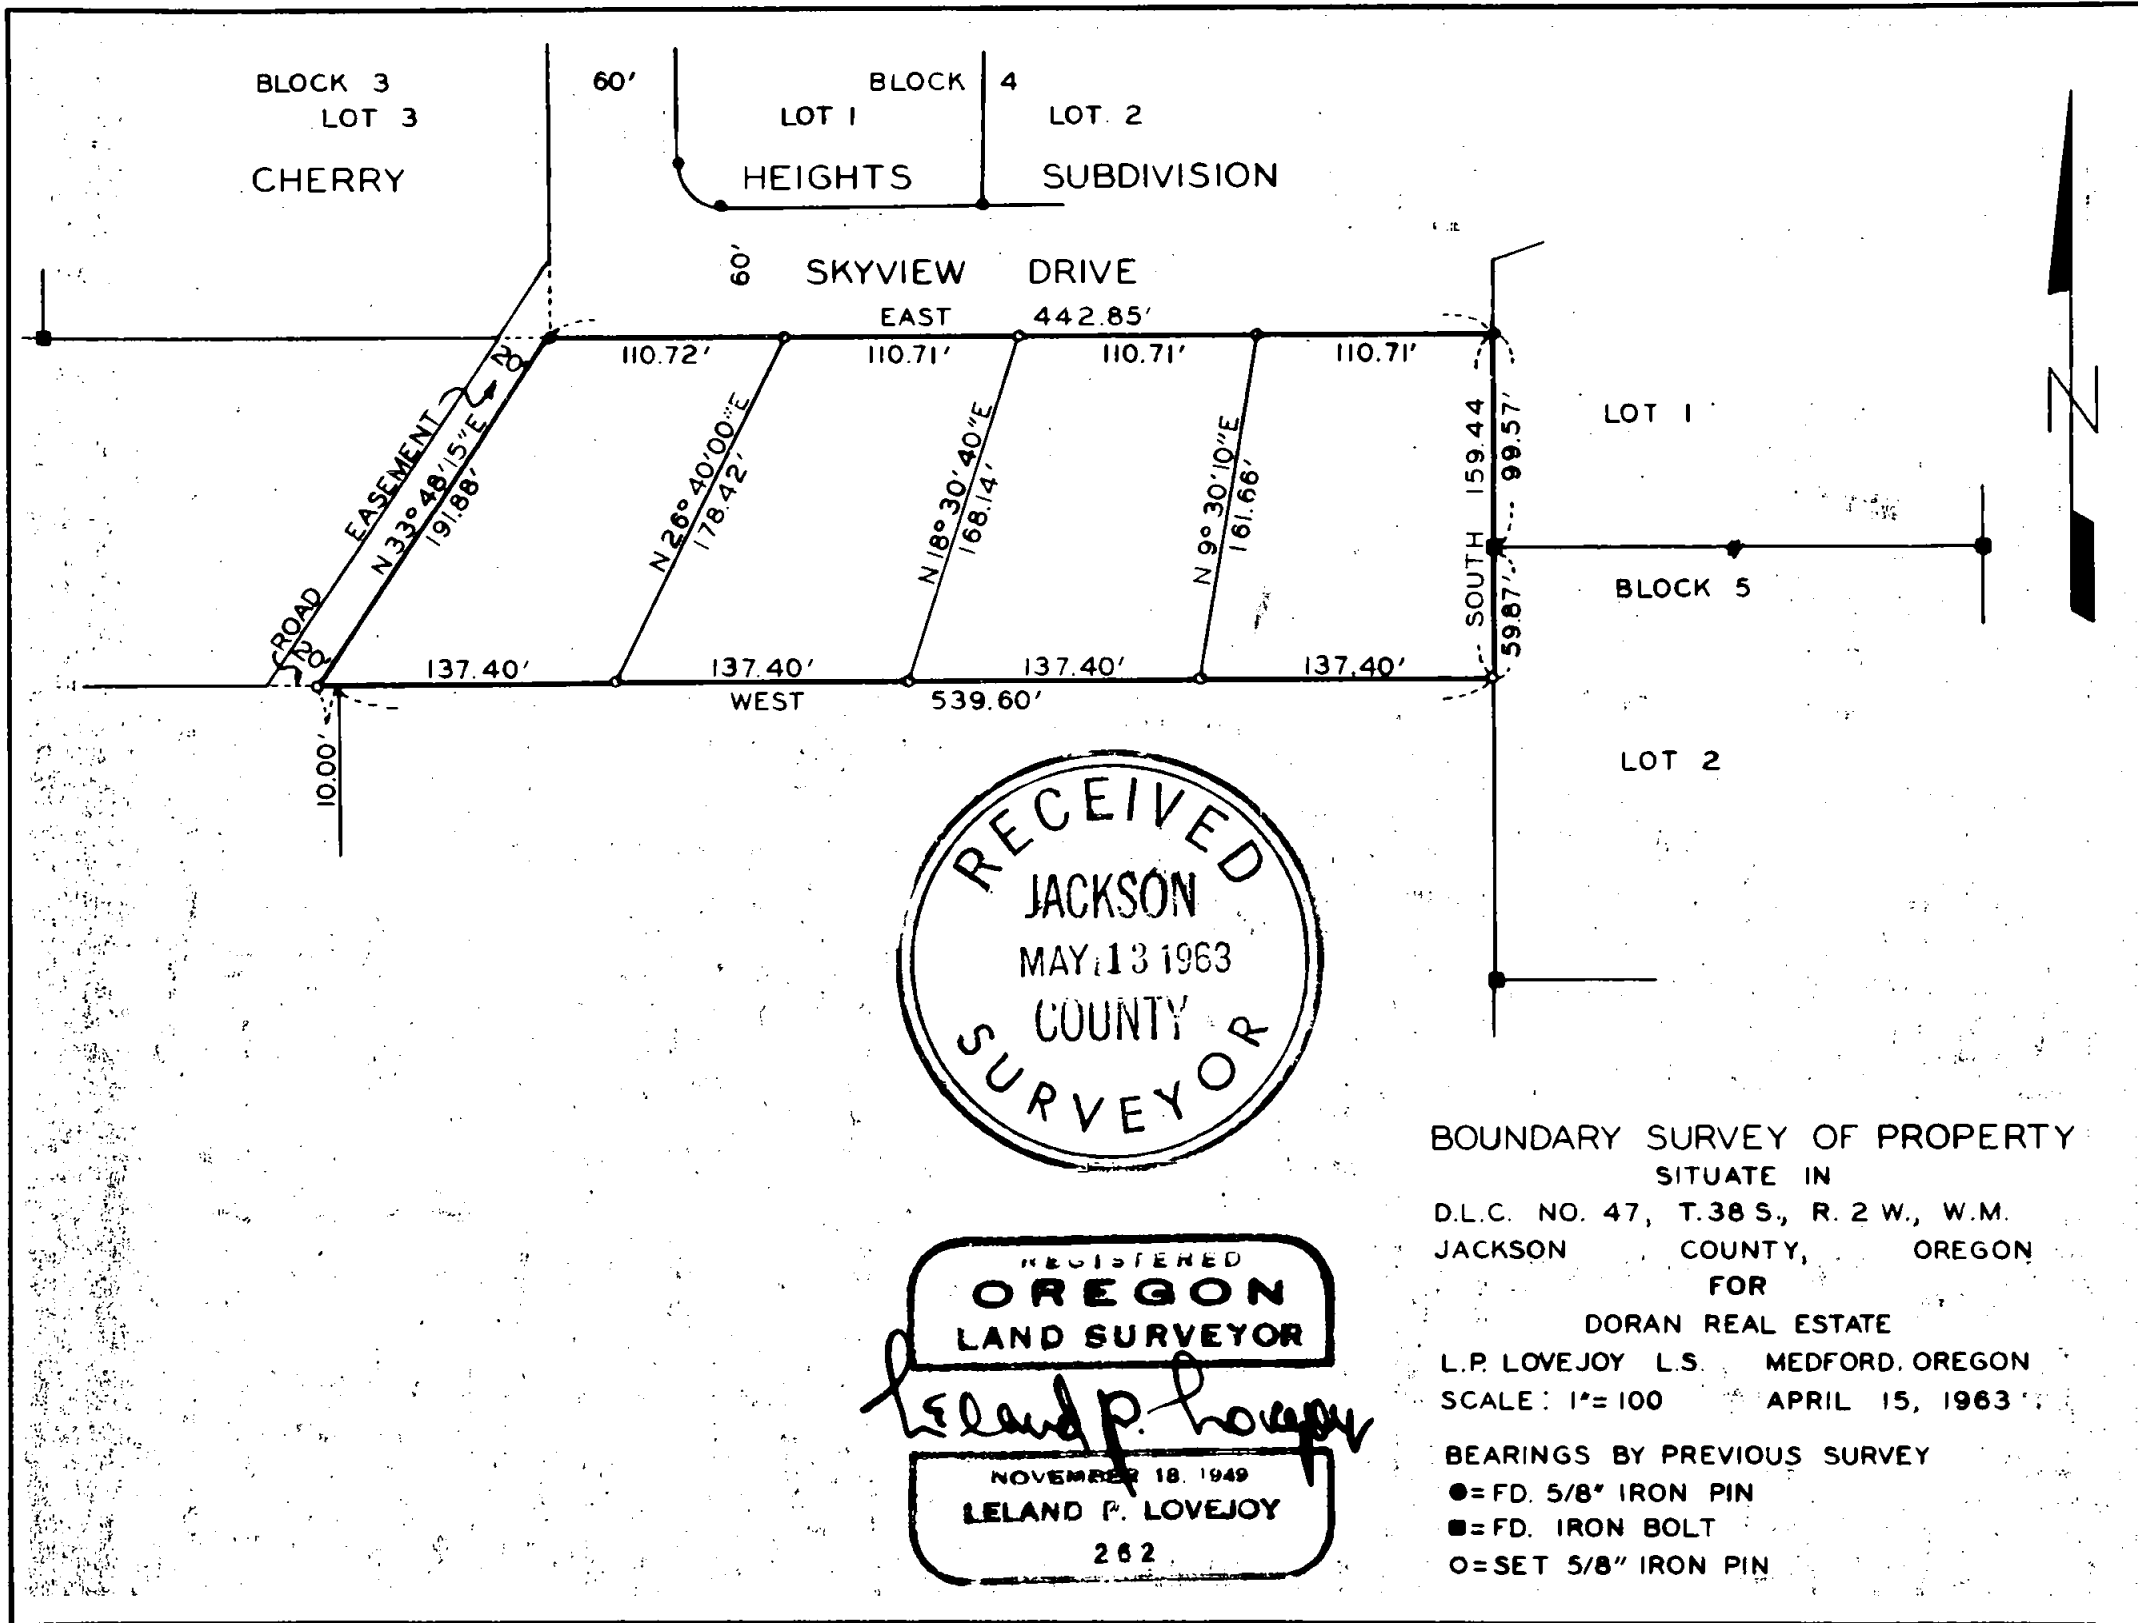 BLOCK 3
LOT 3
60'
BLOCK 4
LOT 1
LOT 2
CHERRY HEIGHTS SUBDIVISION
60'
SKYVIEW DRIVE
EAST 442.85'
110.72' 110.71' 110.71' 110.71'
20'
ROAD EASEMENT
N 33° 48' 15" E
191.88'
N 26° 40' 00" E
178.42'
N 18° 30' 40" E
168.14'
N 9° 30' 10" E
161.66'
SOUTH 159.44
99.57'
59.87'
LOT 1
N
BLOCK 5
20'
137.40' 137.40' 137.40' 137.40'
WEST 539.60'
10.00'
LOT 2
RECEIVED
JACKSON
MAY 13 1963
COUNTY
SURVEYOR
BOUNDARY SURVEY OF PROPERTY
SITUATE IN
D.L.C. NO. 47, T.38 S., R. 2 W., W.M.
JACKSON COUNTY, OREGON
FOR
DORAN REAL ESTATE
L.P. LOVEJOY L.S. MEDFORD, OREGON
SCALE: 1"= 100 APRIL 15, 1963
BEARINGS BY PREVIOUS SURVEY
●= FD. 5/8" IRON PIN
■= FD. IRON BOLT
O= SET 5/8" IRON PIN
REGISTERED
OREGON
LAND SURVEYOR
Leland P. Lovejoy
NOVEMBER 18, 1949
LELAND P. LOVEJOY
262